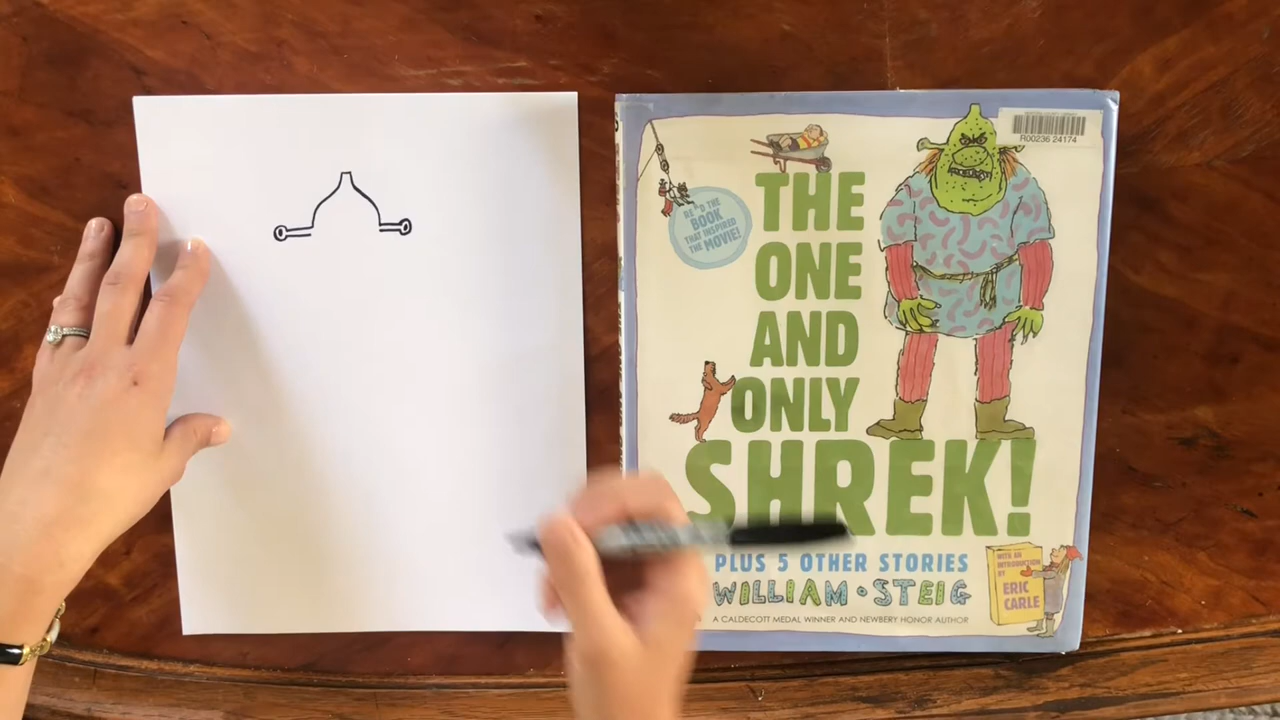 R00236 24174
THE
ONE
AND
ONLY
SHREK!
READ THE
BOOK
THAT INSPIRED
THE MOVIE!
PLUS 5 OTHER STORIES
WILLIAM • STEIG
A CALDECOTT MEDAL WINNER AND NEWBERY HONOR AUTHOR
WITH AN
INTRODUCTION
BY
ERIC
CARLE